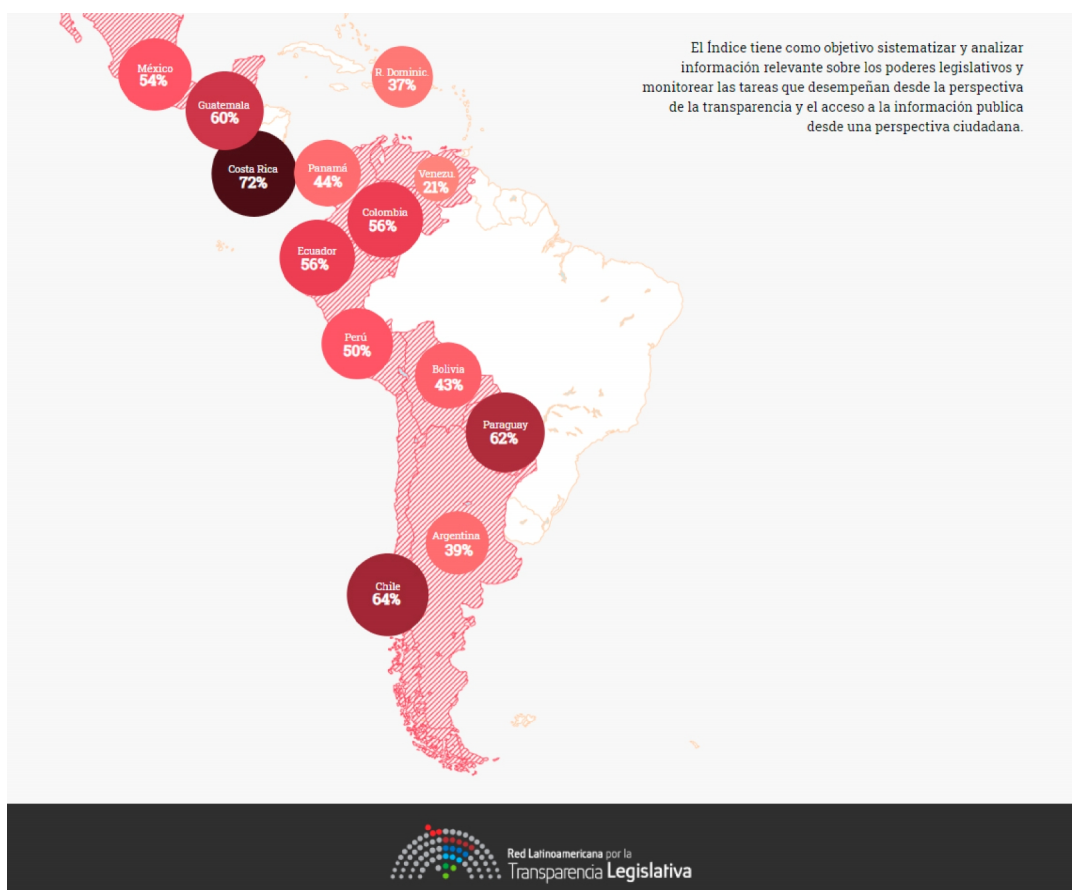 El Índice tiene como objetivo sistematizar y analizar
información relevante sobre los poderes legislativos y
monitorear las tareas que desempeñan desde la perspectiva
de la transparencia y el acceso a la información publica
desde una perspectiva ciudadana.
México
54%
R. Dominic.
37%
Guatemala
60%
Costa Rica
72%
Panamá
44%
Venezu.
21%
Colombia
56%
Ecuador
56%
Perú
50%
Bolivia
43%
Paraguay
62%
Argentina
39%
Chile
64%
Red Latinoamericana por la
Transparencia Legislativa